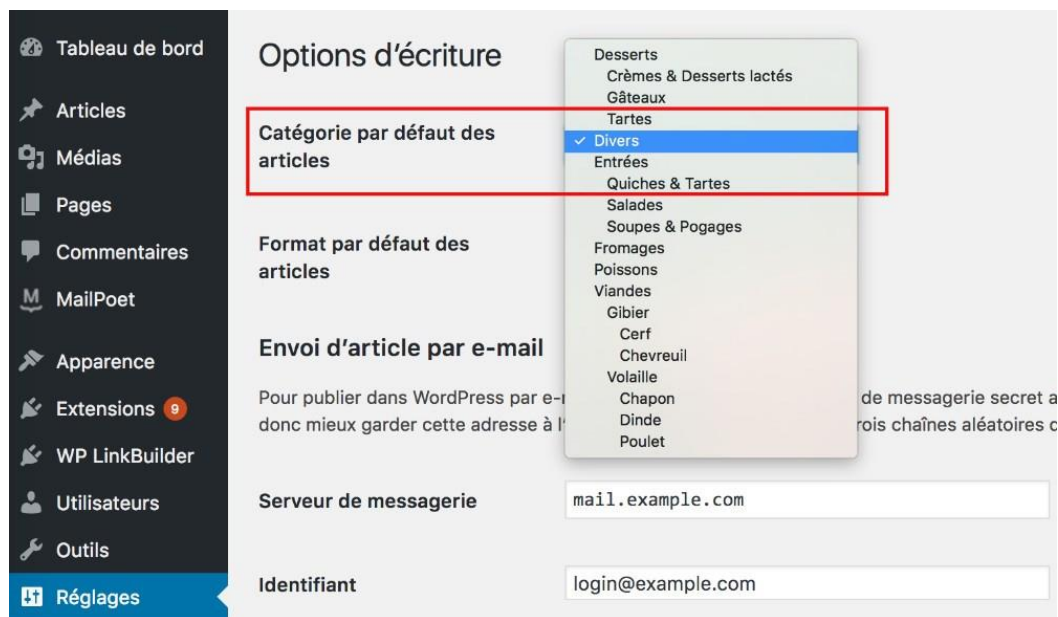 Tableau de bord
Articles
Médias
Pages
Commentaires
MailPoet
Apparence
Extensions 9
WP LinkBuilder
Utilisateurs
Outils
Réglages
Options d’écriture
Catégorie par défaut des
articles
Desserts
Crèmes & Desserts lactés
Gâteaux
Tartes
✓ Divers
Entrées
Quiches & Tartes
Salades
Soupes & Pogages
Fromages
Poissons
Viandes
Gibier
Cerf
Chevreuil
Volaille
Chapon
Dinde
Poulet
Format par défaut des
articles
Envoi d’article par e-mail
Pour publier dans WordPress par de messagerie secret
donc mieux garder cette adresse à chaînes aléatoires
Serveur de messagerie
mail.example.com
Identifiant
login@example.com